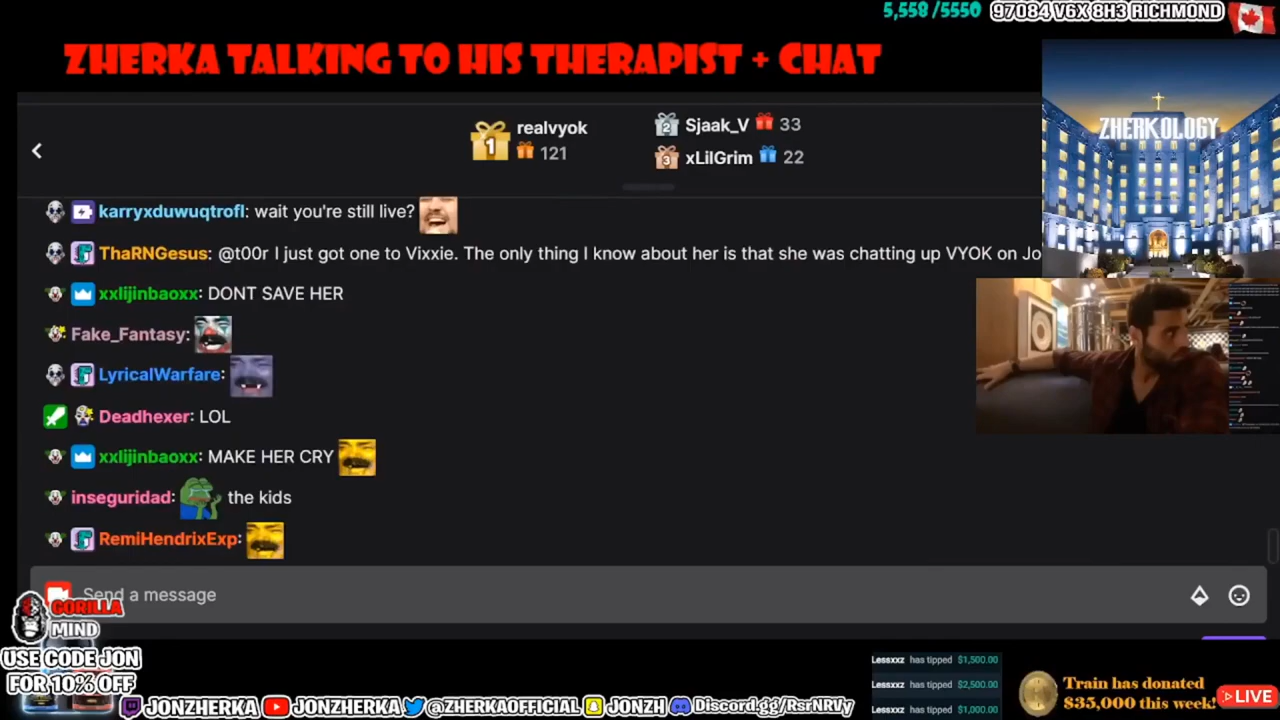 5,558 /5550
97084 V6X 8H3 RICHMOND
ZHERKA TALKING TO HIS THERAPIST + CHAT
ZHERKOLOGY
1 realvyok
121
2 Sjaak_V 33
3 xLilGrim 22
karryxduwuqtrofl: wait you're still live?
ThaRNGesus: @t00r I just got one to Vixxie. The only thing I know about her is that she was chatting up VYOK on Jo
xxlijinbaoxx: DONT SAVE HER
Fake_Fantasy:
LyricalWarfare:
Deadhexer: LOL
xxlijinbaoxx: MAKE HER CRY
inseguridad: the kids
RemiHendrixExp:
Send a message
GORILLA
MIND
USE CODE JON
FOR 10% OFF
Lessxxz has tipped $1,500.00
Lessxxz has tipped $2,500.00
Lessxxz has tipped $1,000.00
Train has donated
$35,000 this week!
LIVE
JONZHERKA JONZHERKA @ZHERKAOFFICIAL JONZH Discord.gg/RsrNRVy